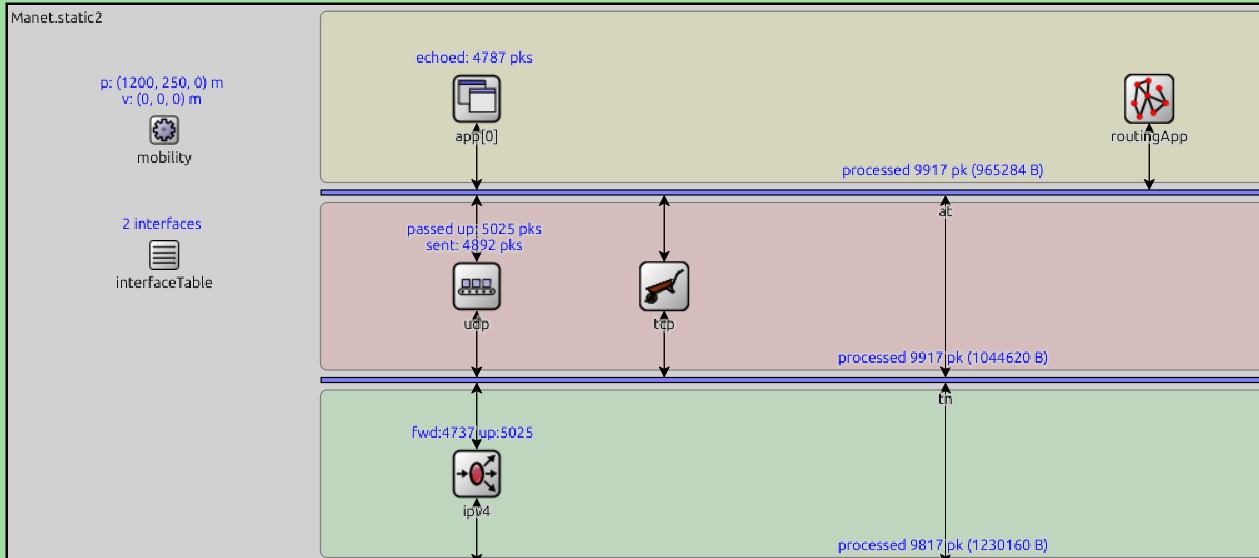 Manet.static2
echoed: 4787 pks
p: (1200, 250, 0) m
v: (0, 0, 0) m
app[0]
routingApp
mobility
processed 9917 pk (965284 B)
at
2 interfaces
passed up: 5025 pks
sent: 4892 pks
interfaceTable
udp
tcp
processed 9917 pk (1044620 B)
tn
fwd:4737 up:5025
ipv4
processed 9817 pk (1230160 B)